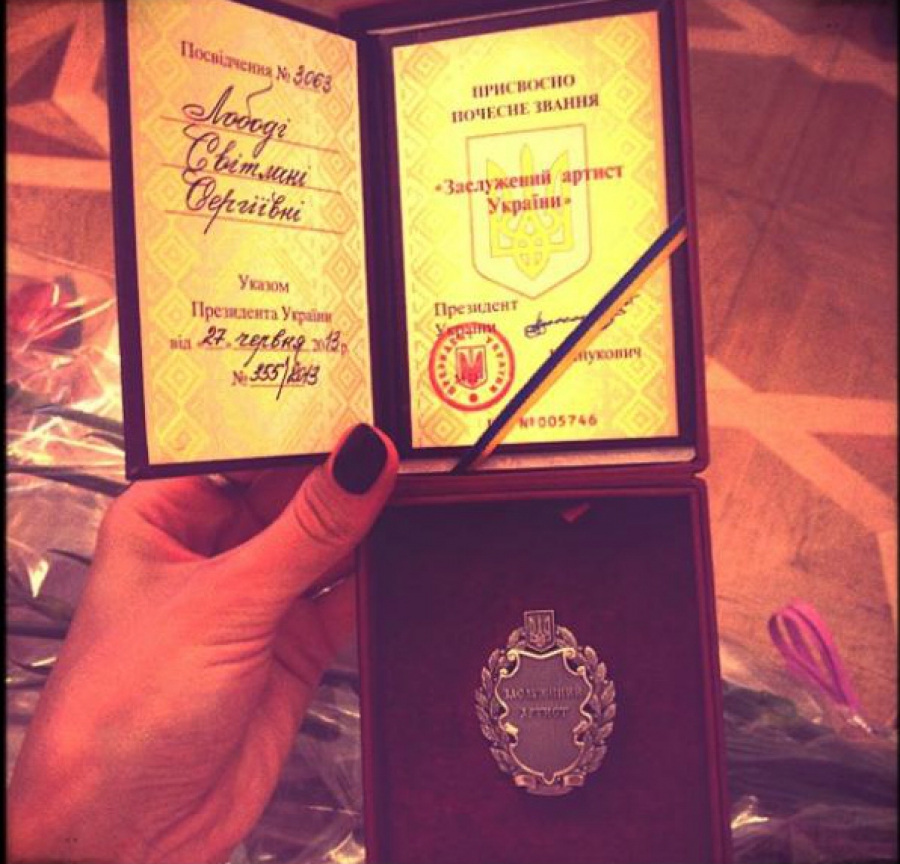 Посвідчення № 3063
Лободі
Світлані
Сергіївні
Указом
Президента України
від 27 червня 2013 р.
№ 355/2013
ПРИСВОЄНО
ПОЧЕСНЕ ЗВАННЯ
«Заслужений артист
України»
Президент
України
№005746
ЗАСЛУЖЕНИЙ
АРТИСТ